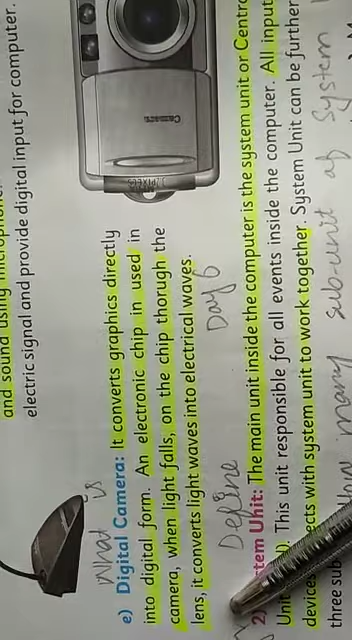 and sound using
electric signal and provide digital input for computer.
Camera
What is
e) Digital Camera: It converts graphics directly
into digital form. An electronic chip in used in
camera, when light falls, on the chip thorugh the
lens, it converts light waves into electrical waves.
Define Day 6
2) System Unit: The main unit inside the computer is the system unit or Centra
Unit This unit responsible for all events inside the computer. All input
devices with system unit to work together. System Unit can be further
three sub
How many sub-unit of System